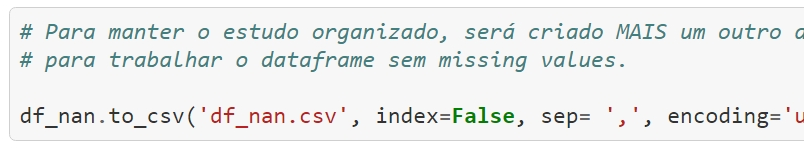 # Para manter o estudo organizado, será criado MAIS um outro
# para trabalhar o dataframe sem missing values.
df_nan.to_csv('df_nan.csv', index=False, sep= ',', encoding='u